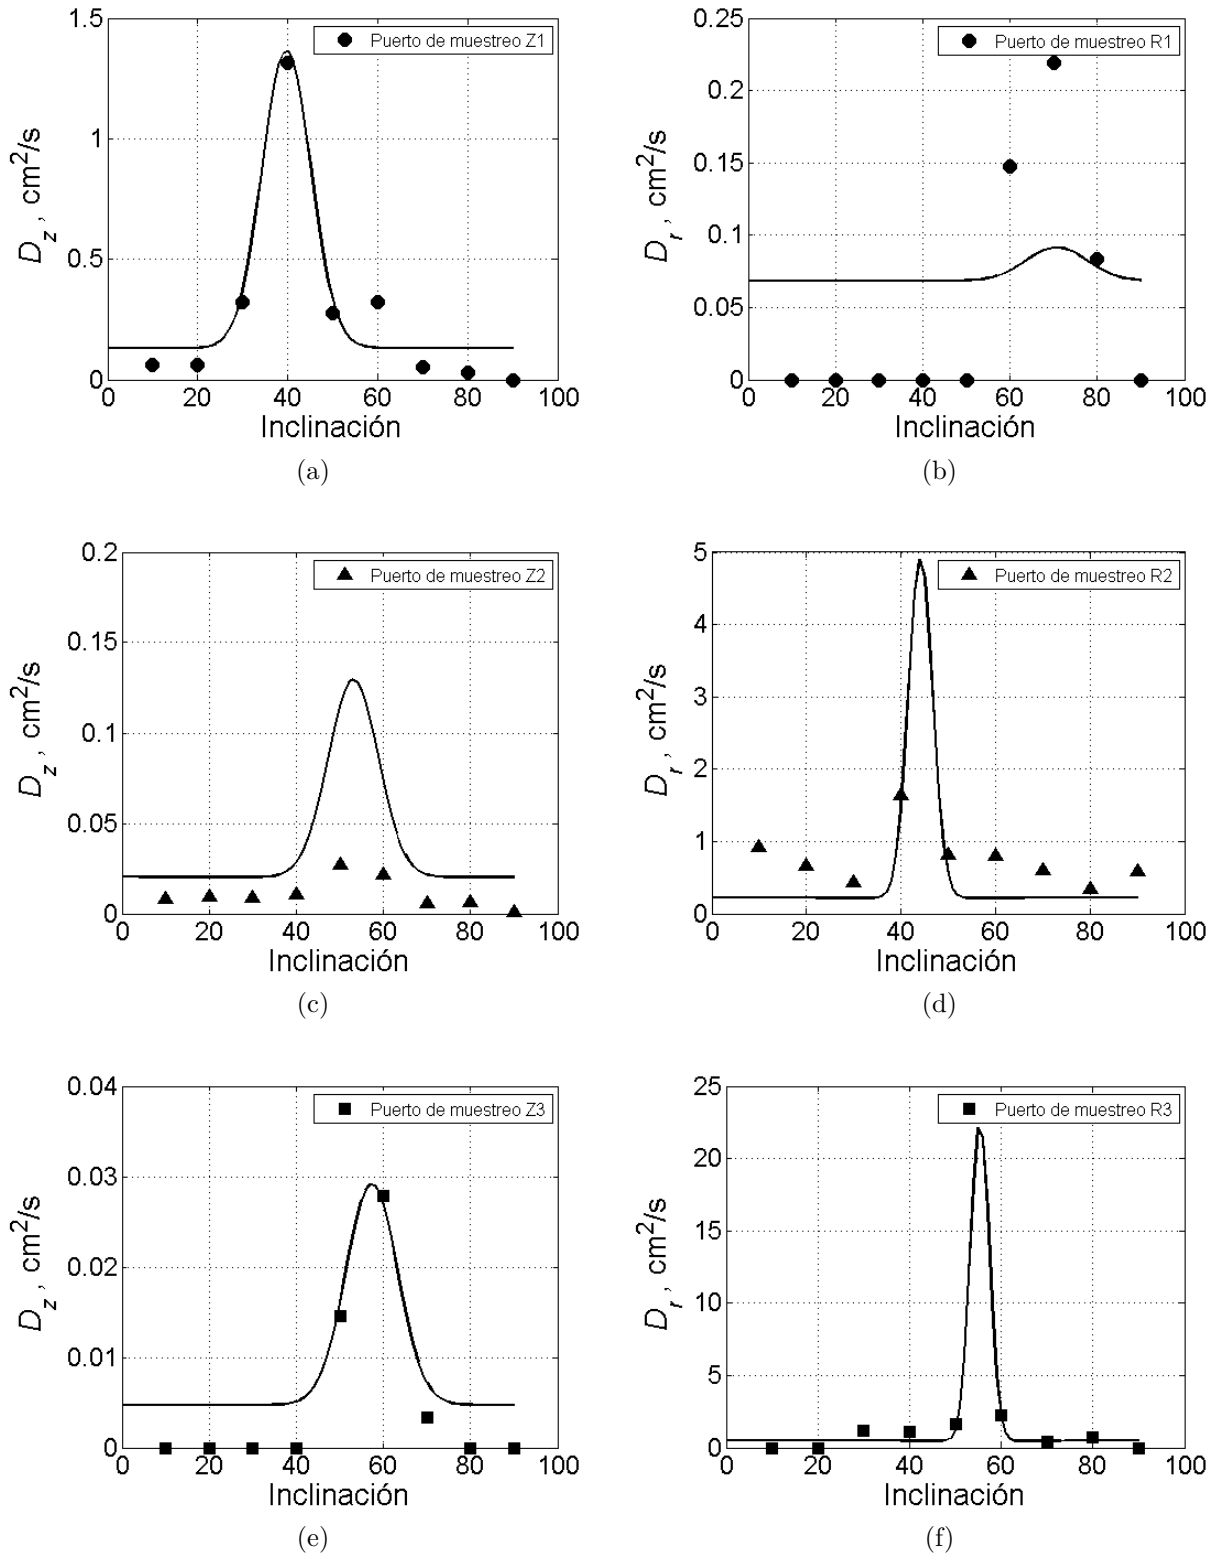 1.5
1
0.5
0
D_z , cm²/s
Puerto de muestreo Z1
0 20 40 60 80 100
Inclinación
(a)
0.25
0.2
0.15
0.1
0.05
0
D_r , cm²/s
Puerto de muestreo R1
0 20 40 60 80 100
Inclinación
(b)
0.2
0.15
0.1
0.05
0
D_z , cm²/s
Puerto de muestreo Z2
0 20 40 60 80 100
Inclinación
(c)
5
4
3
2
1
0
D_r , cm²/s
Puerto de muestreo R2
0 20 40 60 80 100
Inclinación
(d)
0.04
0.03
0.02
0.01
0
D_z , cm²/s
Puerto de muestreo Z3
0 20 40 60 80 100
Inclinación
(e)
25
20
15
10
5
0
D_r , cm²/s
Puerto de muestreo R3
0 20 40 60 80 100
Inclinación
(f)